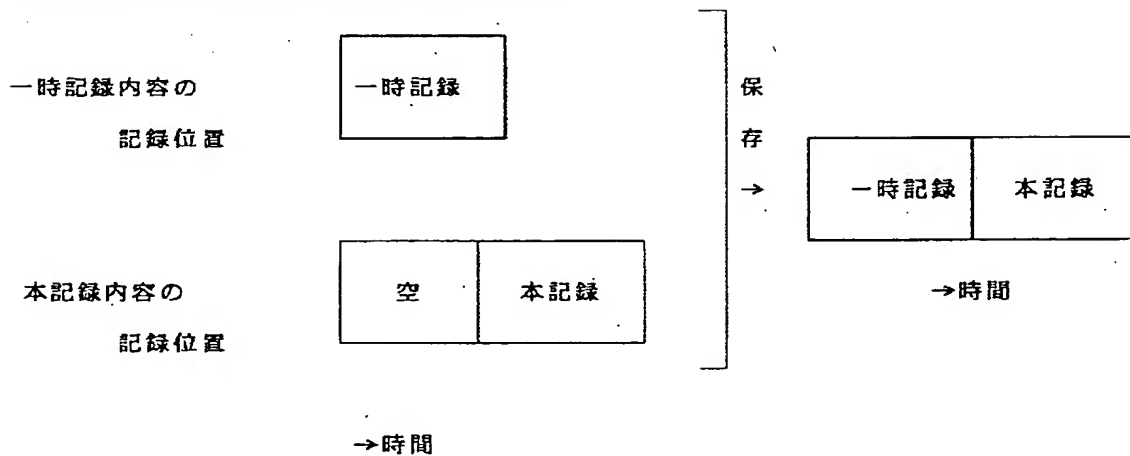 一時記録内容の
記録位置
一時記録
本記録内容の
記録位置
空
本記録
→時間
保
存
→
一時記録
本記録
→時間